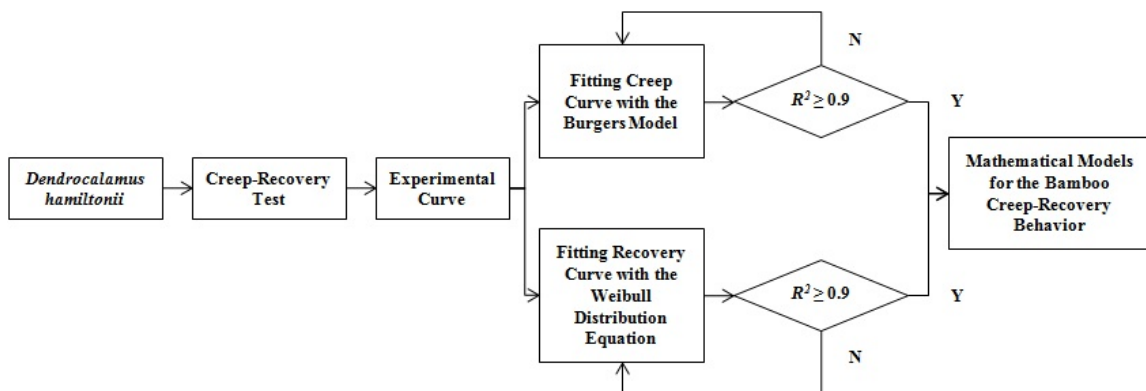 Dendrocalamus
hamiltonii
Creep-Recovery
Test
Experimental
Curve
Fitting Creep
Curve with the
Burgers Model
R² ≥ 0.9
N
Y
Fitting Recovery
Curve with the
Weibull
Distribution
Equation
R² ≥ 0.9
Y
N
Mathematical Models
for the Bamboo
Creep-Recovery
Behavior